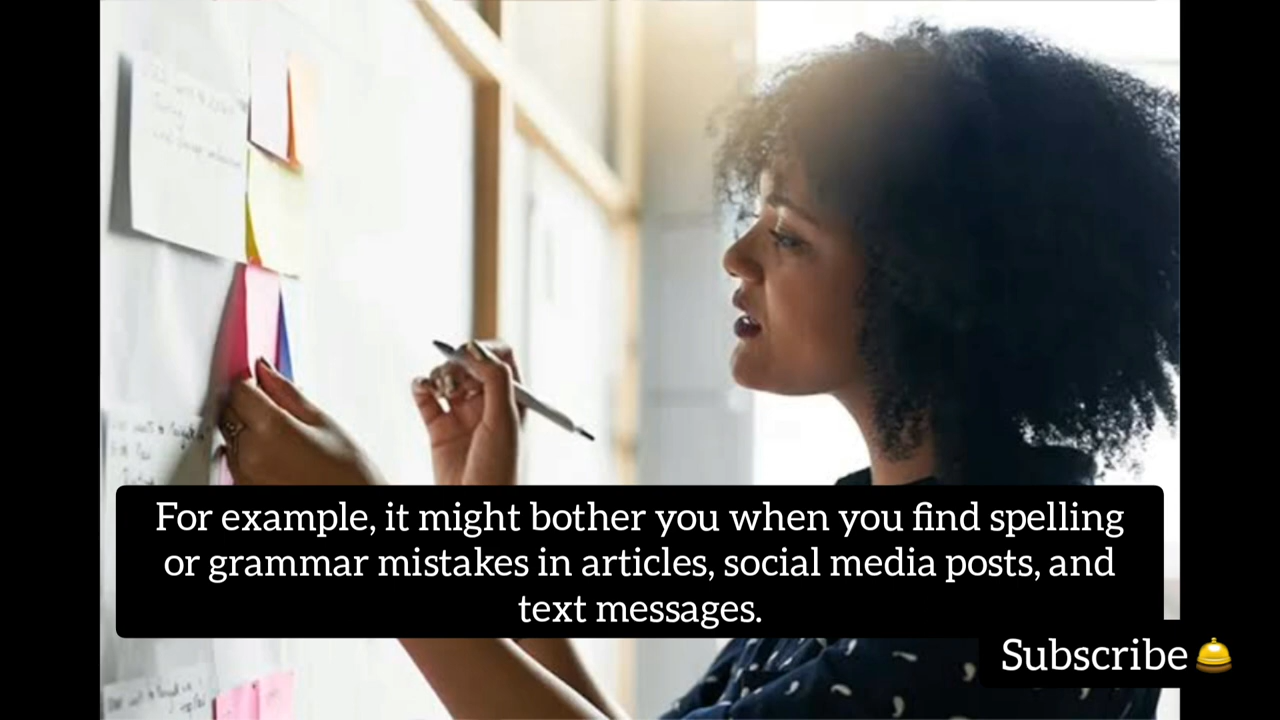 For example, it might bother you when you find spelling
or grammar mistakes in articles, social media posts, and
text messages.
Subscribe